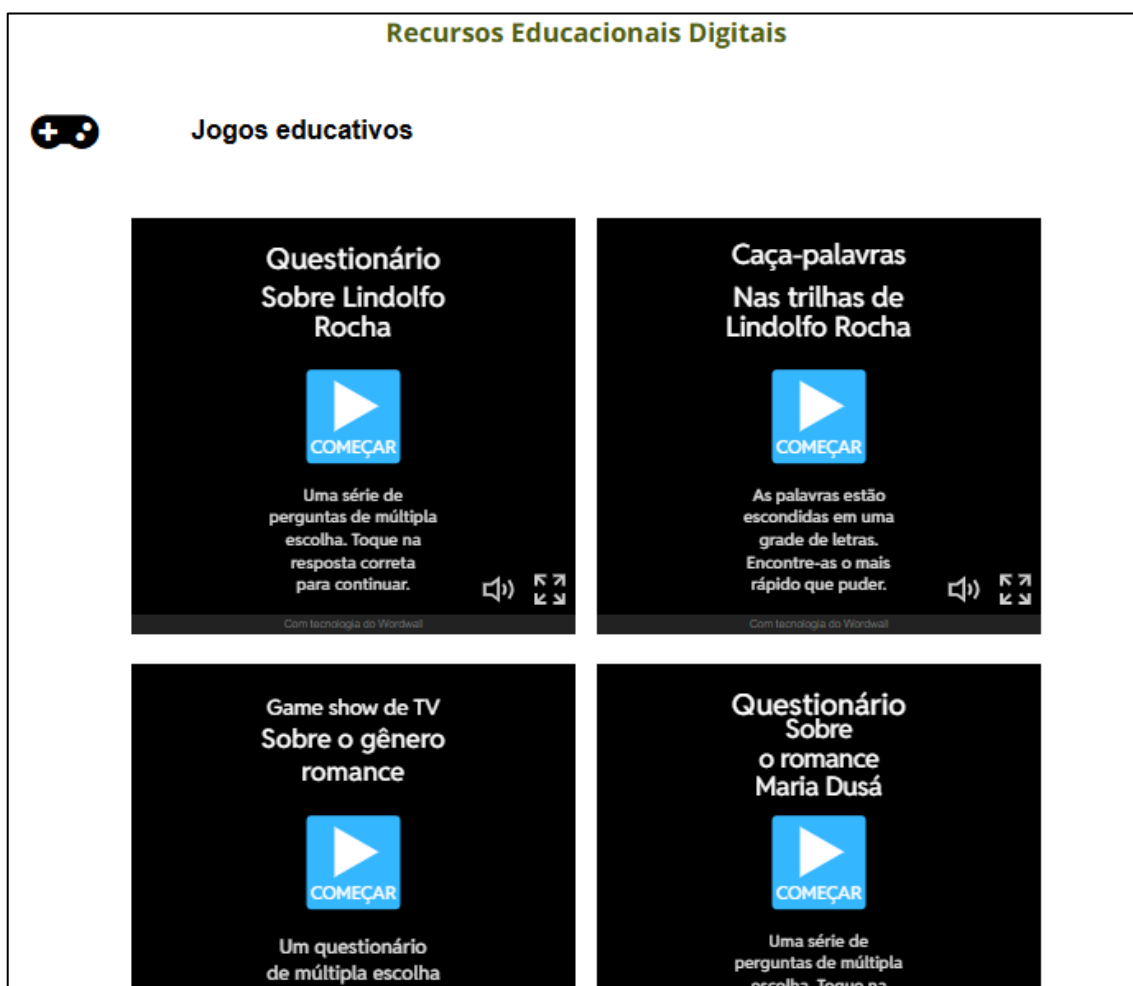 Recursos Educacionais Digitais
Jogos educativos
Questionário
Sobre Lindolfo
Rocha
COMEÇAR
Uma série de
perguntas de múltipla
escolha. Toque na
resposta correta
para continuar.
Com tecnologia do Wordwall
Caça-palavras
Nas trilhas de
Lindolfo Rocha
COMEÇAR
As palavras estão
escondidas em uma
grade de letras.
Encontre-as o mais
rápido que puder.
Com tecnologia do Wordwall
Game show de TV
Sobre o gênero
romance
COMEÇAR
Um questionário
de múltipla escolha
Questionário
Sobre
o romance
Maria Dusá
COMEÇAR
Uma série de
perguntas de múltipla
escolha. Toque na